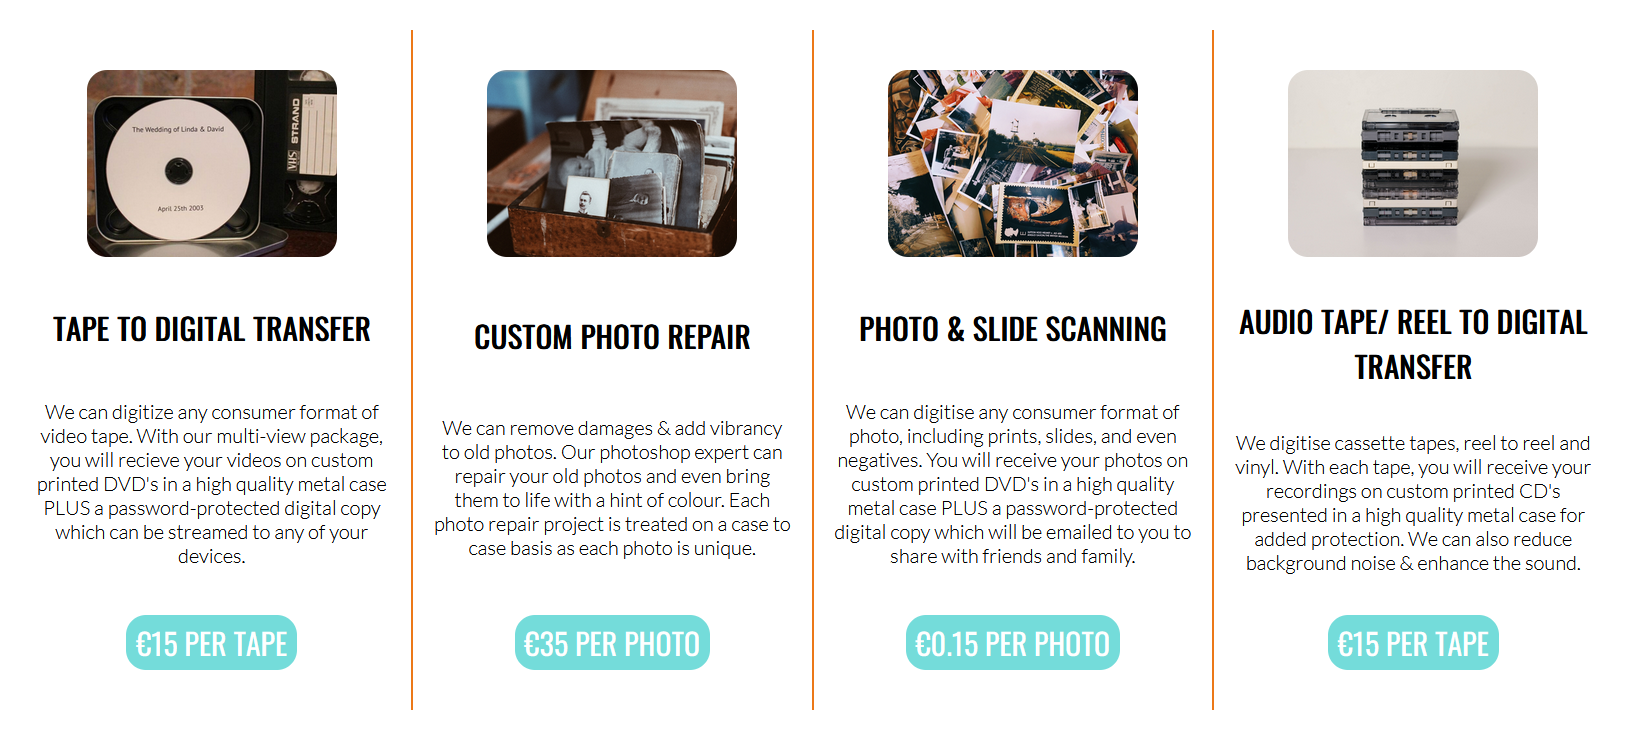 The Wedding of Linda & David
April 25th 2003
VHS STRAND
TAPE TO DIGITAL TRANSFER
We can digitize any consumer format of
video tape. With our multi-view package,
you will recieve your videos on custom
printed DVD's in a high quality metal case
PLUS a password-protected digital copy
which can be streamed to any of your
devices.
€15 PER TAPE
CUSTOM PHOTO REPAIR
We can remove damages & add vibrancy
to old photos. Our photoshop expert can
repair your old photos and even bring
them to life with a hint of colour. Each
photo repair project is treated on a case to
case basis as each photo is unique.
€35 PER PHOTO
PHOTO & SLIDE SCANNING
We can digitise any consumer format of
photo, including prints, slides, and even
negatives. You will receive your photos on
custom printed DVD's in a high quality
metal case PLUS a password-protected
digital copy which will be emailed to you to
share with friends and family.
€0.15 PER PHOTO
AUDIO TAPE/ REEL TO DIGITAL
TRANSFER
We digitise cassette tapes, reel to reel and
vinyl. With each tape, you will receive your
recordings on custom printed CD's
presented in a high quality metal case for
added protection. We can also reduce
background noise & enhance the sound.
€15 PER TAPE